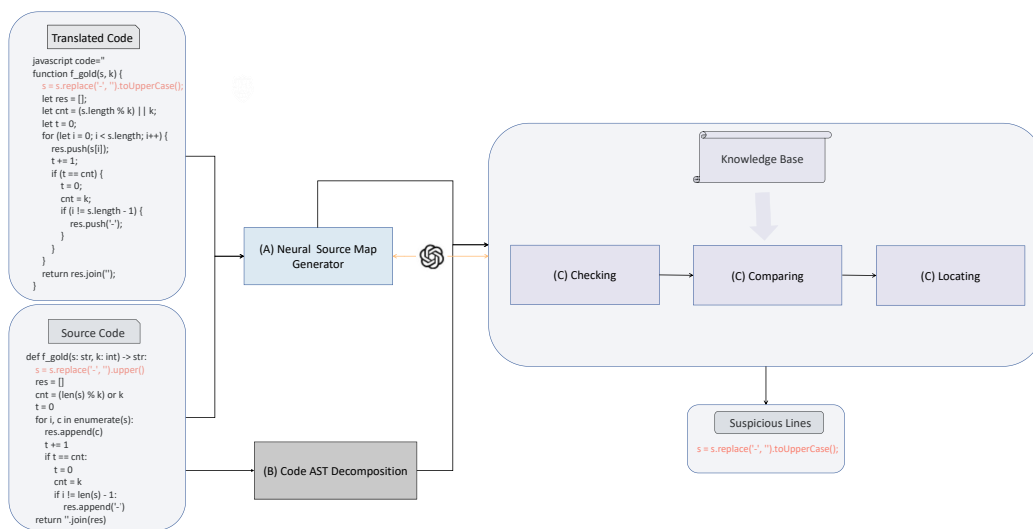 Translated Code
javascript code="
function f_gold(s, k) {
s = s.replace('-', '').toUpperCase();
let res = [];
let cnt = (s.length % k) || k;
let t = 0;
for (let i = 0; i < s.length; i++) {
res.push(s[i]);
t += 1;
if (t == cnt) {
t = 0;
cnt = k;
if (i != s.length - 1) {
res.push('-');
}
}
}
return res.join('');
}
Source Code
def f_gold(s: str, k: int) -> str:
s = s.replace('-', '').upper()
res = []
cnt = (len(s) % k) or k
t = 0
for i, c in enumerate(s):
res.append(c)
t += 1
if t == cnt:
t = 0
cnt = k
if i != len(s) - 1:
res.append('-')
return ''.join(res)
(A) Neural Source Map
Generator
(B) Code AST Decomposition
Knowledge Base
(C) Checking
(C) Comparing
(C) Locating
Suspicious Lines
s = s.replace('-', '').toUpperCase();